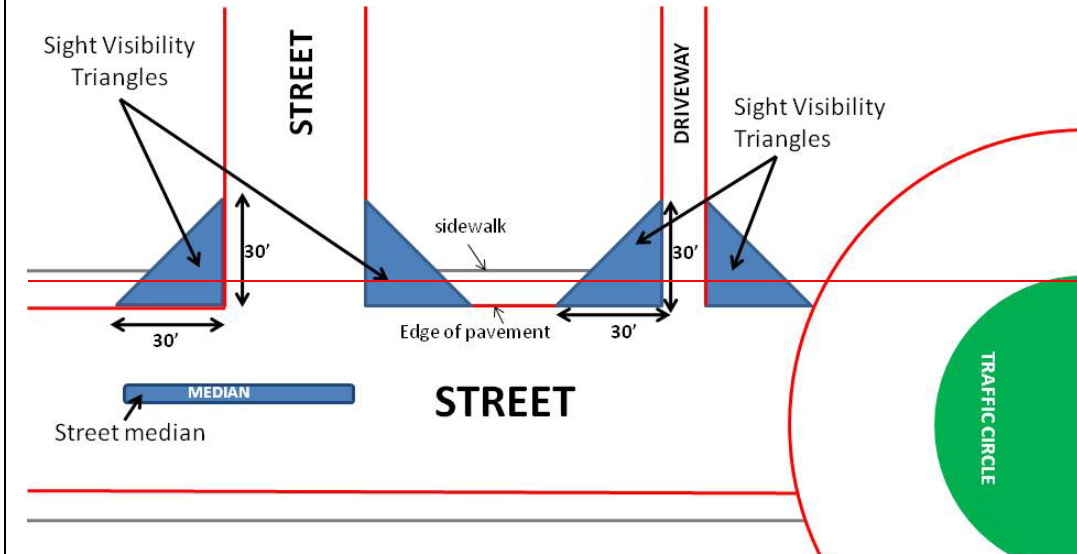 Sight Visibility
Triangles
STREET
DRIVEWAY
Sight Visibility
Triangles
sidewalk
30’
30’
30’
30’
Edge of pavement
MEDIAN
STREET
Street median
TRAFFIC CIRCLE